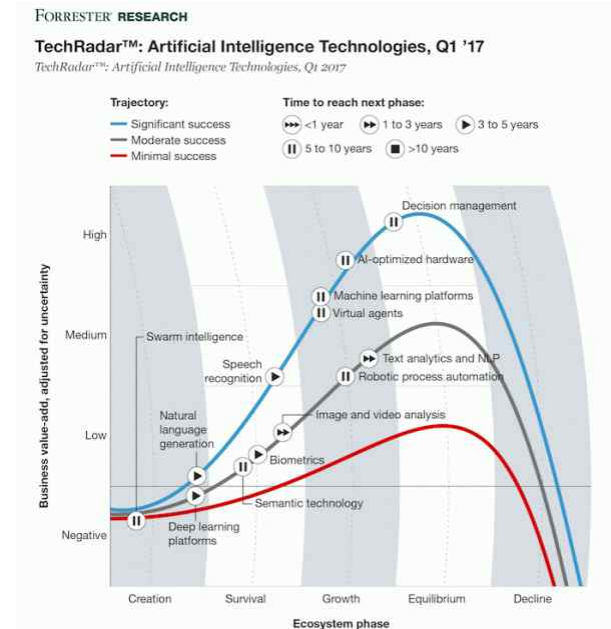 FORRESTER RESEARCH
TechRadar™: Artificial Intelligence Technologies, Q1 ’17
TechRadar™: Artificial Intelligence Technologies, Q1 2017
Trajectory:
Significant success
Moderate success
Minimal success
Time to reach next phase:
<1 year
1 to 3 years
3 to 5 years
5 to 10 years
>10 years
Business value-add, adjusted for uncertainty
High
Medium
Low
Negative
Decision management
AI-optimized hardware
Machine learning platforms
Virtual agents
Swarm intelligence
Speech
recognition
Text analytics and NLP
Robotic process automation
Natural
language
generation
Image and video analysis
Biometrics
Semantic technology
Deep learning
platforms
Creation
Survival
Growth
Equilibrium
Decline
Ecosystem phase